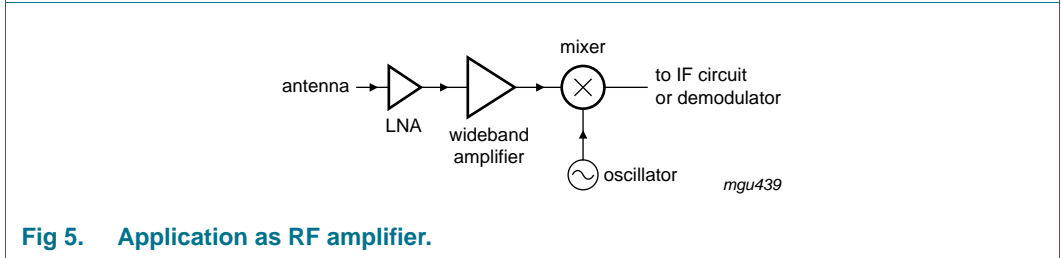 mixer
antenna
to IF circuit
or demodulator
LNA
wideband
amplifier
oscillator
mgu439
Fig 5. Application as RF amplifier.